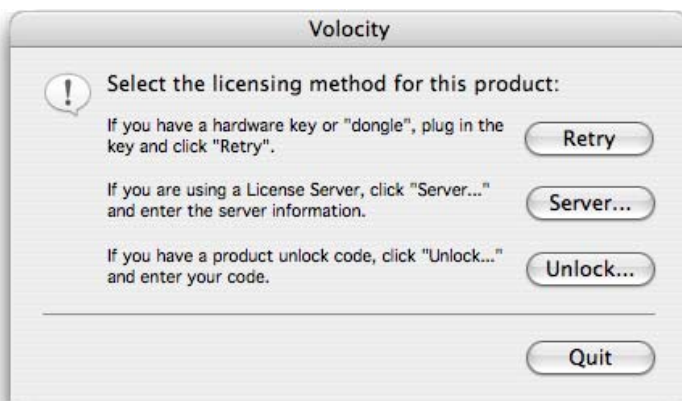 Volocity
Select the licensing method for this product:
If you have a hardware key or "dongle", plug in the
key and click "Retry".
Retry
If you are using a License Server, click "Server..."
and enter the server information.
Server...
If you have a product unlock code, click "Unlock..."
and enter your code.
Unlock...
Quit